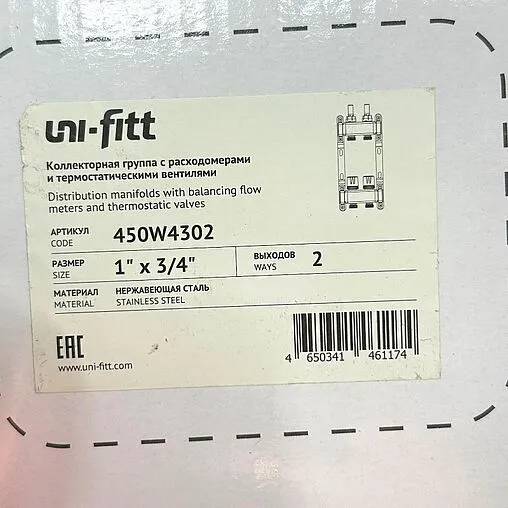 uni-fitt
Коллекторная группа с расходомерами
и термостатическими вентилями
Distribution manifolds with balancing flow
meters and thermostatic valves
АРТИКУЛ
CODE
450W4302
РАЗМЕР
SIZE
1" x 3/4"
ВЫХОДОВ
WAYS
2
МАТЕРИАЛ
MATERIAL
НЕРЖАВЕЮЩАЯ СТАЛЬ
STAINLESS STEEL
EAC
www.uni-fitt.com
4 650341 461174